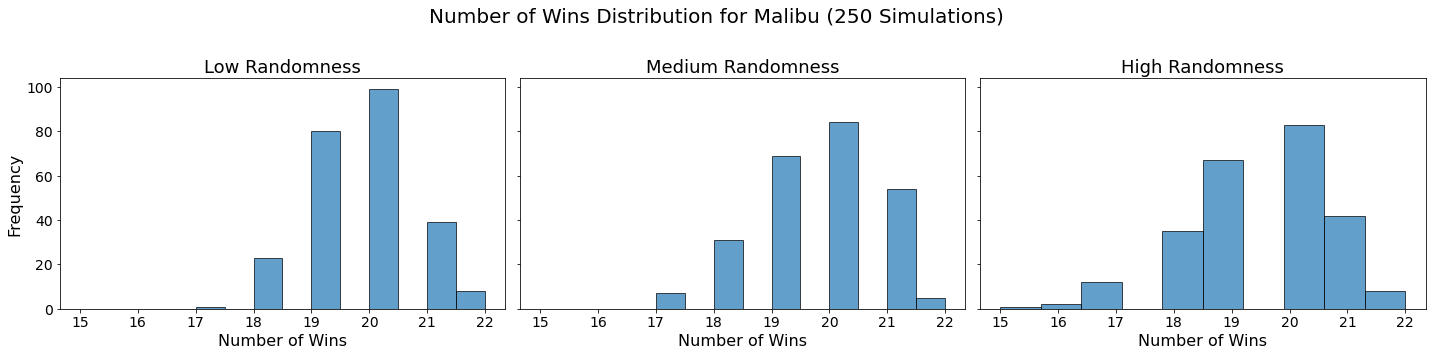 Number of Wins Distribution for Malibu (250 Simulations)
Low Randomness
Medium Randomness
High Randomness
Frequency
100
80
60
40
20
0
15 16 17 18 19 20 21 22
15 16 17 18 19 20 21 22
15 16 17 18 19 20 21 22
Number of Wins
Number of Wins
Number of Wins